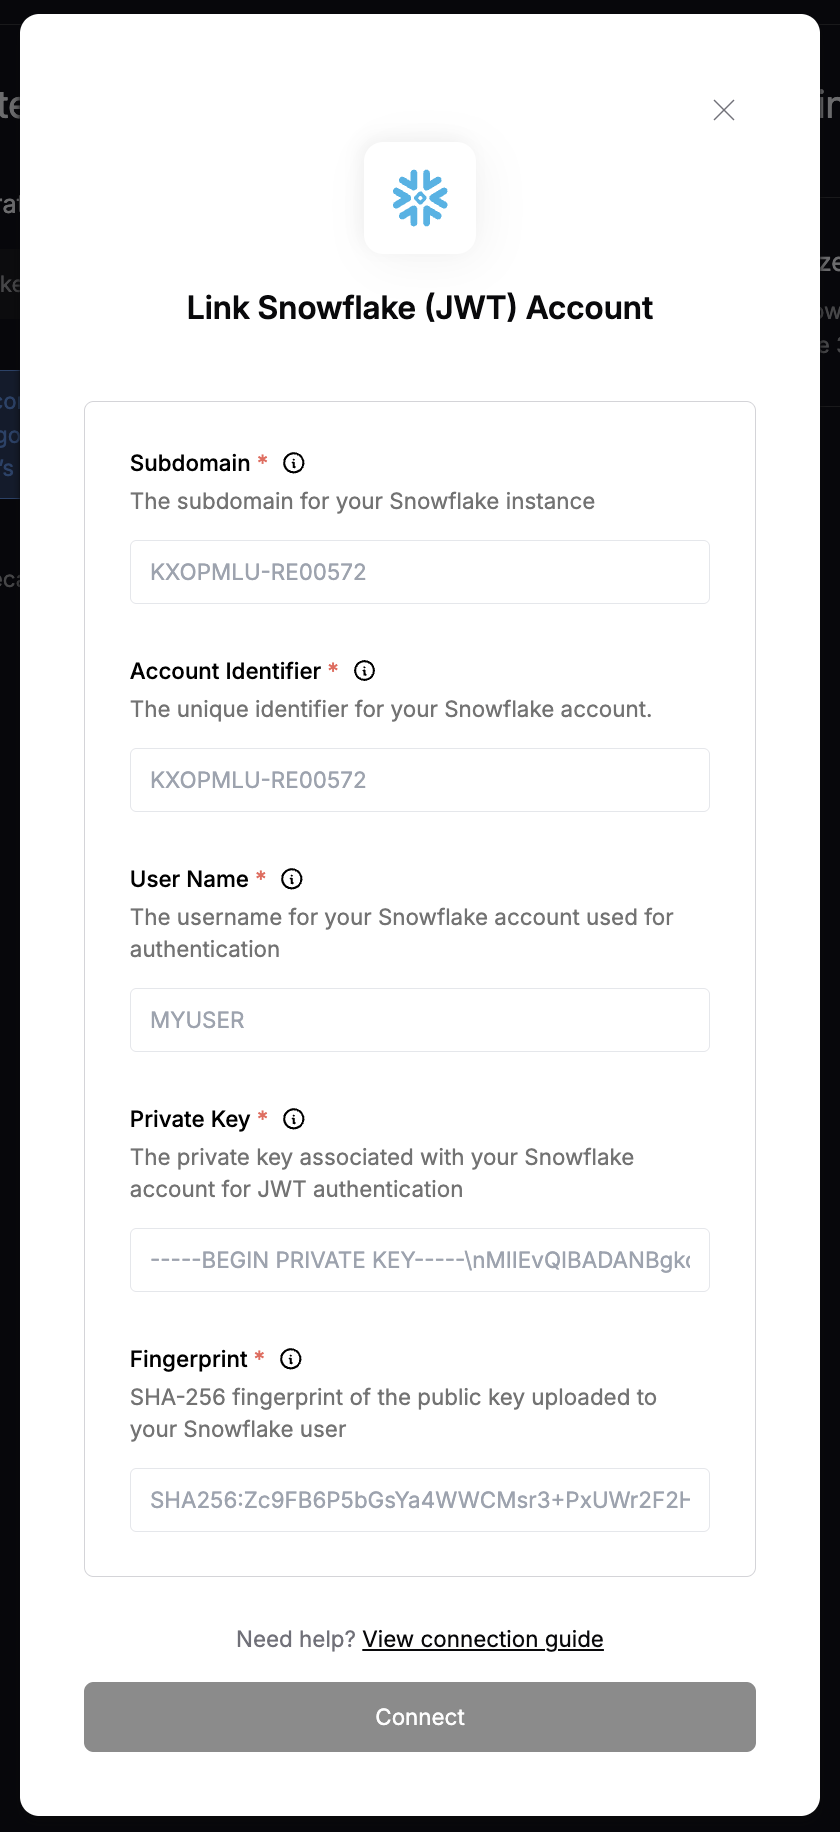 Link Snowflake (JWT) Account
Subdomain *
The subdomain for your Snowflake instance
KXOPMLU-RE00572
Account Identifier *
The unique identifier for your Snowflake account.
KXOPMLU-RE00572
User Name *
The username for your Snowflake account used for
authentication
MYUSER
Private Key *
The private key associated with your Snowflake
account for JWT authentication
-----BEGIN PRIVATE KEY-----\nMIIEvQIBADANBgk
Fingerprint *
SHA-256 fingerprint of the public key uploaded to
your Snowflake user
SHA256:Zc9FB6P5bGsYa4WWCMsr3+PxUWr2F2H
Need help? View connection guide
Connect